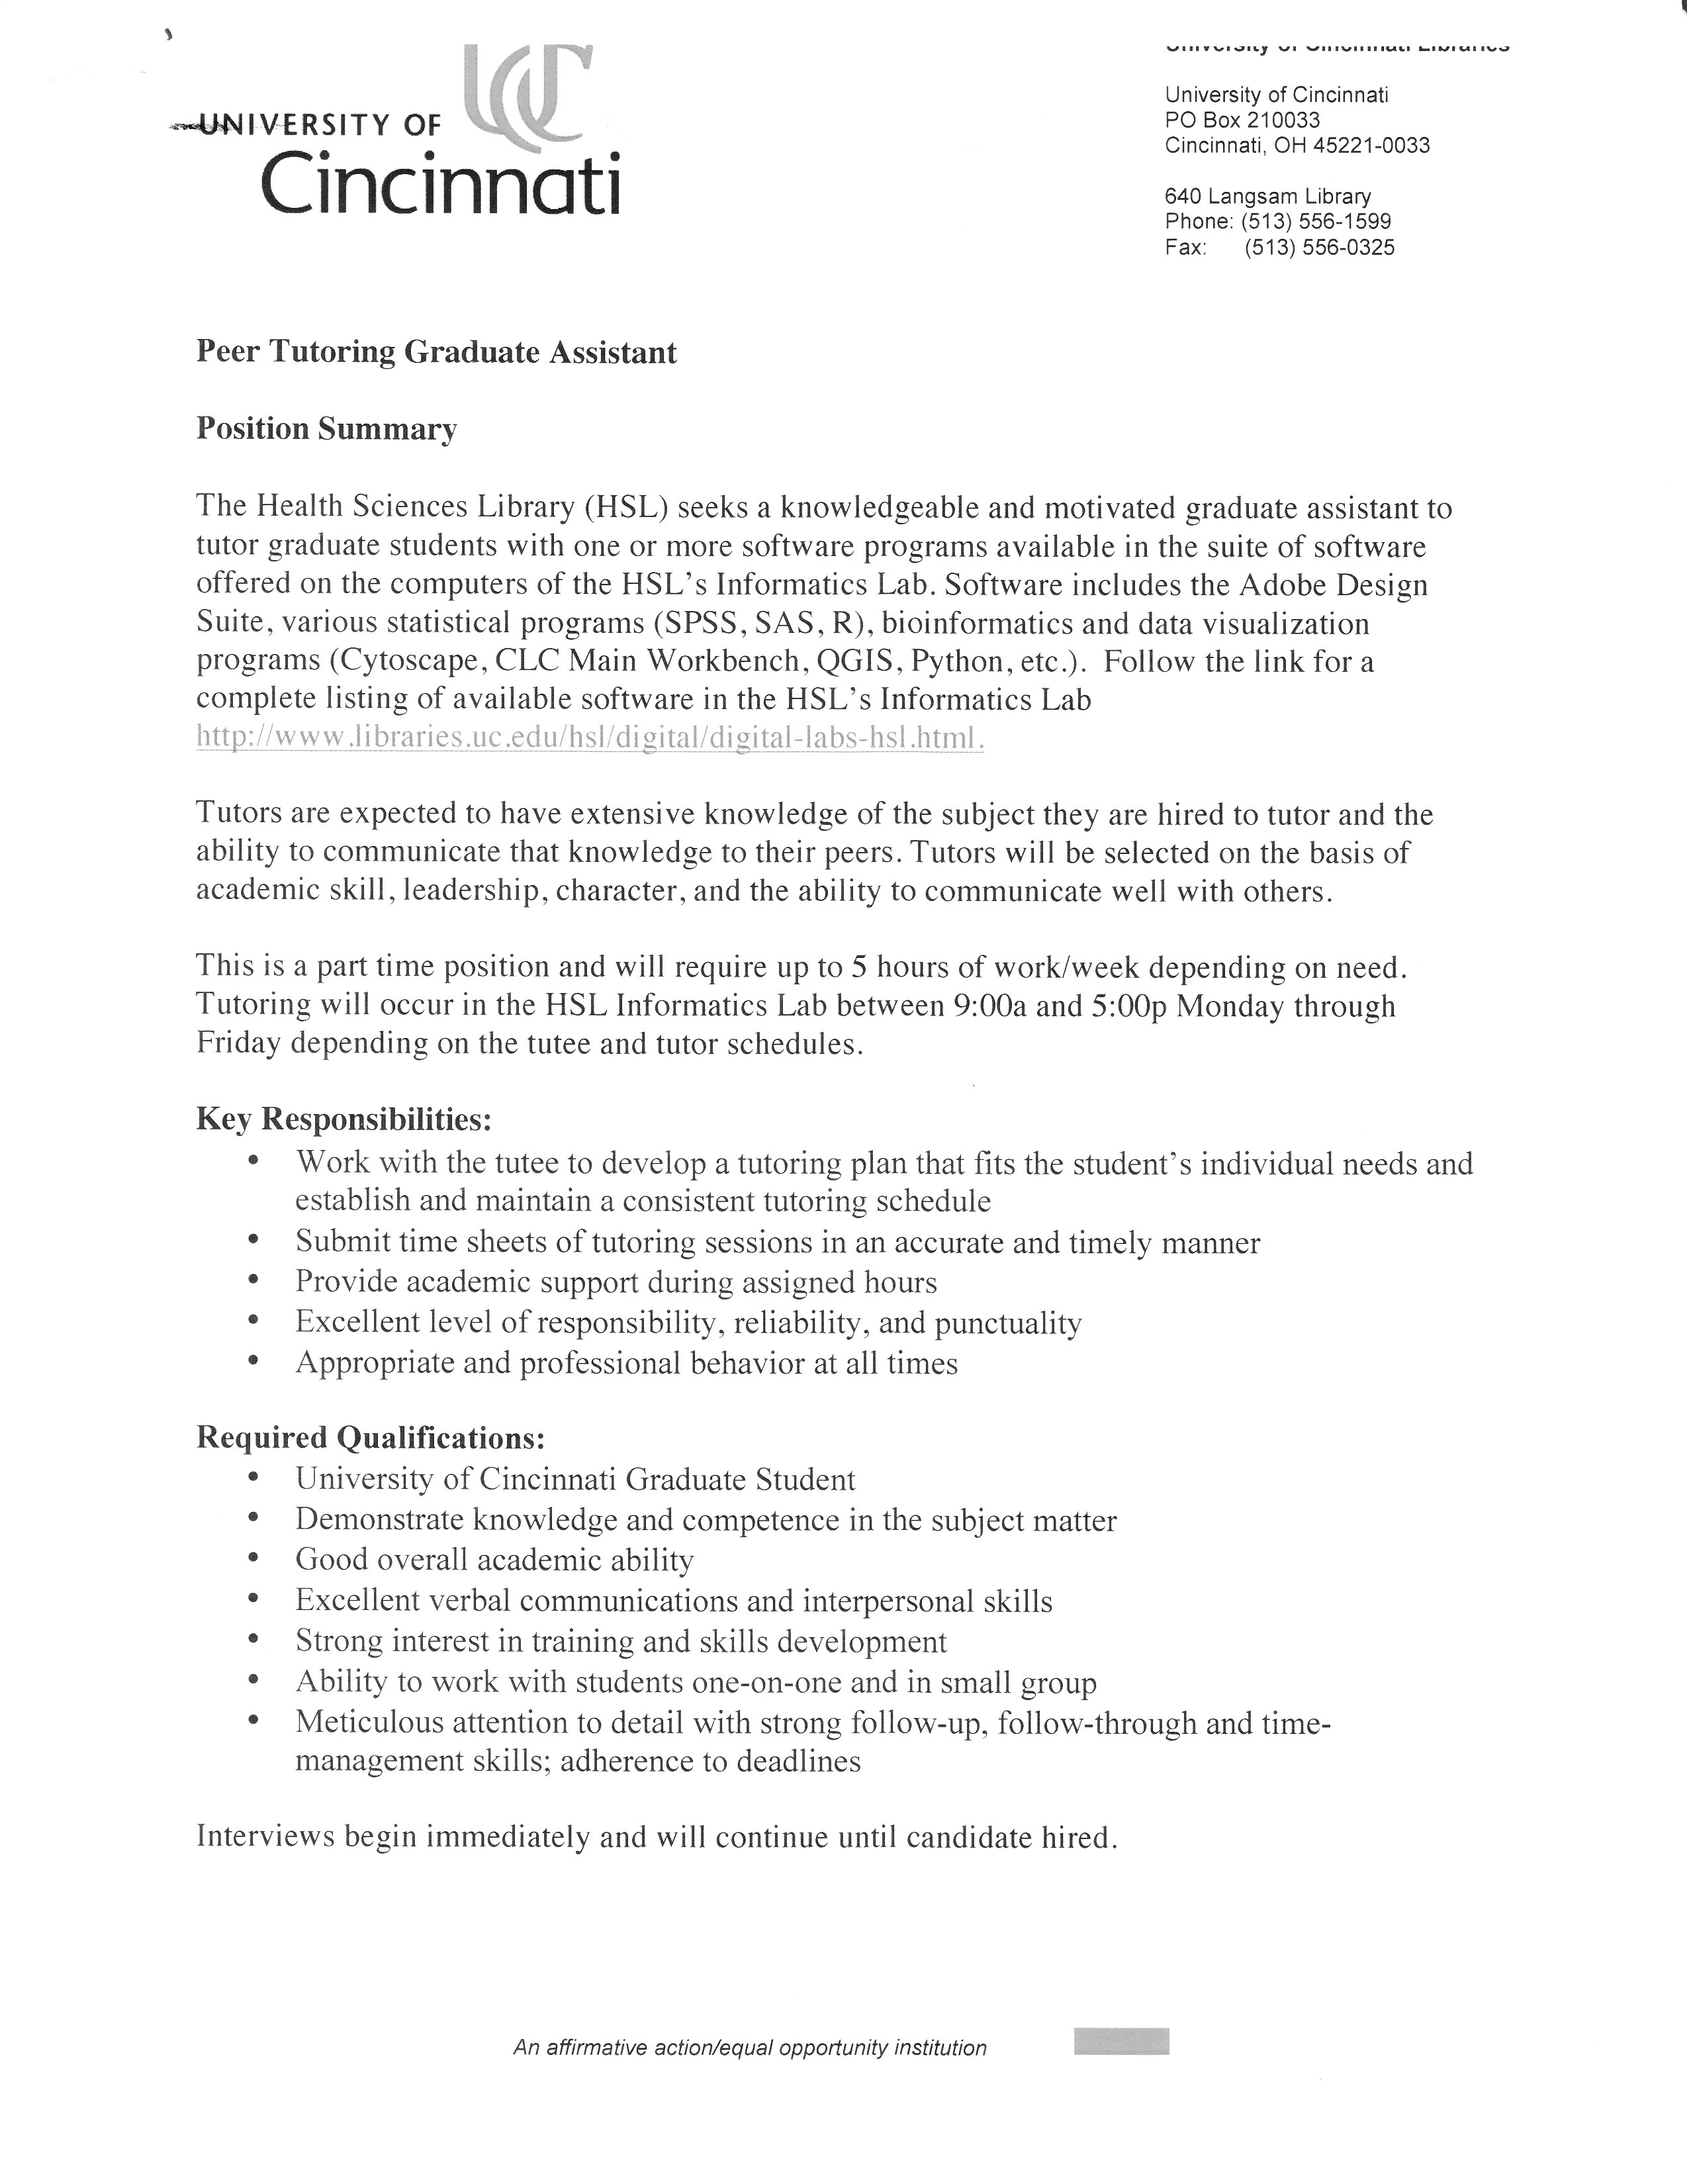 University of Cincinnati Libraries
UC
UNIVERSITY OF
Cincinnati
University of Cincinnati
PO Box 210033
Cincinnati, OH 45221-0033
640 Langsam Library
Phone: (513) 556-1599
Fax: (513) 556-0325
Peer Tutoring Graduate Assistant
Position Summary
The Health Sciences Library (HSL) seeks a knowledgeable and motivated graduate assistant to
tutor graduate students with one or more software programs available in the suite of software
offered on the computers of the HSL's Informatics Lab. Software includes the Adobe Design
Suite, various statistical programs (SPSS, SAS, R), bioinformatics and data visualization
programs (Cytoscape, CLC Main Workbench, QGIS, Python, etc.).  Follow the link for a
complete listing of available software in the HSL's Informatics Lab
http://www.libraries.uc.edu/hsl/digital/digital-labs-hsl.html.
Tutors are expected to have extensive knowledge of the subject they are hired to tutor and the
ability to communicate that knowledge to their peers. Tutors will be selected on the basis of
academic skill, leadership, character, and the ability to communicate well with others.
This is a part time position and will require up to 5 hours of work/week depending on need.
Tutoring will occur in the HSL Informatics Lab between 9:00a and 5:00p Monday through
Friday depending on the tutee and tutor schedules.
Key Responsibilities:
• Work with the tutee to develop a tutoring plan that fits the student's individual needs and
establish and maintain a consistent tutoring schedule
• Submit time sheets of tutoring sessions in an accurate and timely manner
• Provide academic support during assigned hours
• Excellent level of responsibility, reliability, and punctuality
• Appropriate and professional behavior at all times
Required Qualifications:
• University of Cincinnati Graduate Student
• Demonstrate knowledge and competence in the subject matter
• Good overall academic ability
• Excellent verbal communications and interpersonal skills
• Strong interest in training and skills development
• Ability to work with students one-on-one and in small group
• Meticulous attention to detail with strong follow-up, follow-through and time-
management skills; adherence to deadlines
Interviews begin immediately and will continue until candidate hired.
An affirmative action/equal opportunity institution